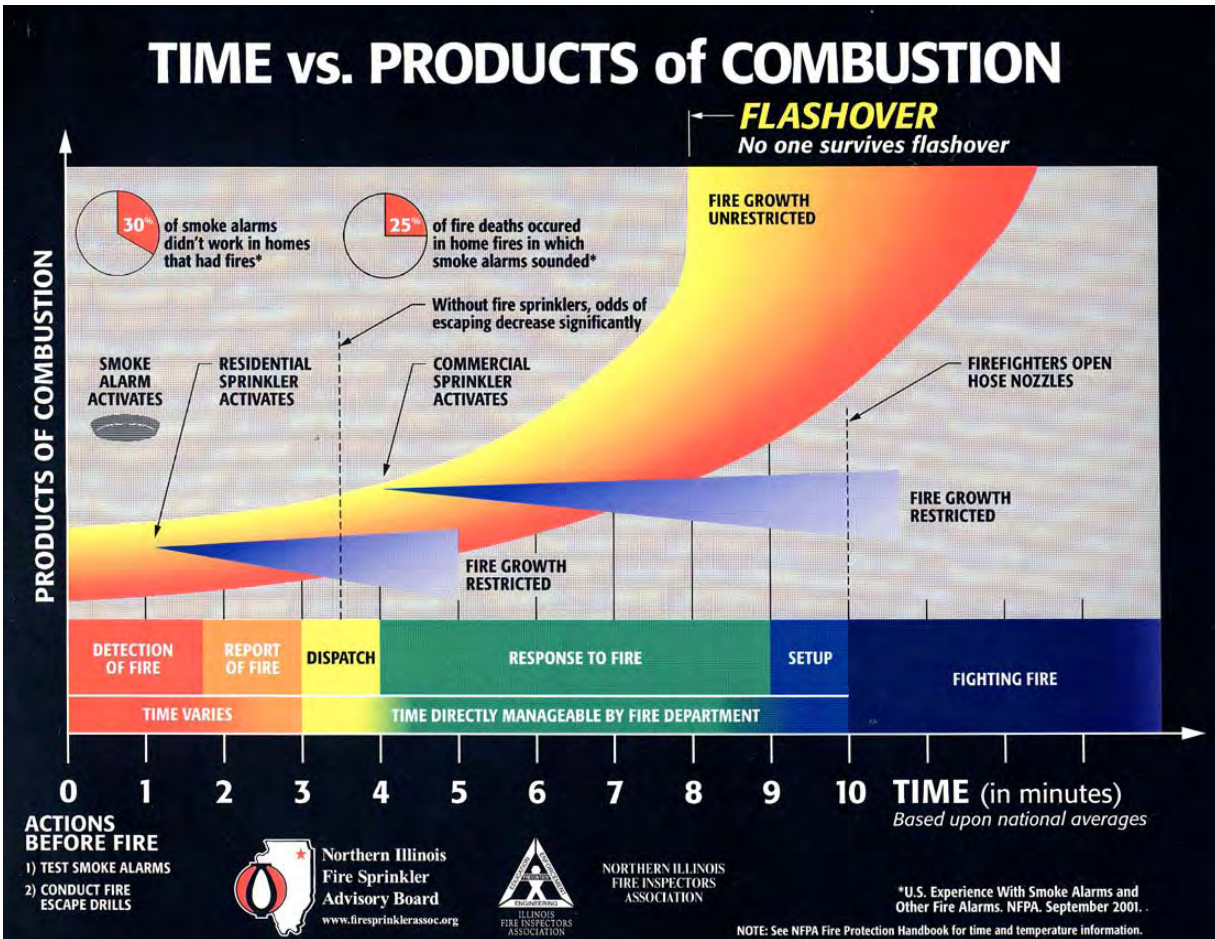 TIME vs. PRODUCTS of COMBUSTION
FLASHOVER
No one survives flashover
PRODUCTS OF COMBUSTION
30%
of smoke alarms
didn't work in homes
that had fires*
25%
of fire deaths occured
in home fires in which
smoke alarms sounded*
FIRE GROWTH
UNRESTRICTED
Without fire sprinklers, odds of
escaping decrease significantly
SMOKE
ALARM
ACTIVATES
RESIDENTIAL
SPRINKLER
ACTIVATES
COMMERCIAL
SPRINKLER
ACTIVATES
FIREFIGHTERS OPEN
HOSE NOZZLES
FIRE GROWTH
RESTRICTED
FIRE GROWTH
RESTRICTED
DETECTION
OF FIRE
REPORT
OF FIRE
DISPATCH
RESPONSE TO FIRE
SETUP
FIGHTING FIRE
TIME VARIES
TIME DIRECTLY MANAGEABLE BY FIRE DEPARTMENT
0 1 2 3 4 5 6 7 8 9 10 TIME (in minutes)
Based upon national averages
ACTIONS
BEFORE FIRE
1) TEST SMOKE ALARMS
2) CONDUCT FIRE
ESCAPE DRILLS
Northern Illinois
Fire Sprinkler
Advisory Board
www.firesprinklerassoc.org
EDUCATION
ENFORCEMENT
PREVENTION
ENGINEERING
ILLINOIS
FIRE INSPECTORS
ASSOCIATION
NORTHERN ILLINOIS
FIRE INSPECTORS
ASSOCIATION
*U.S. Experience With Smoke Alarms and
Other Fire Alarms. NFPA. September 2001.
NOTE: See NFPA Fire Protection Handbook for time and temperature information.